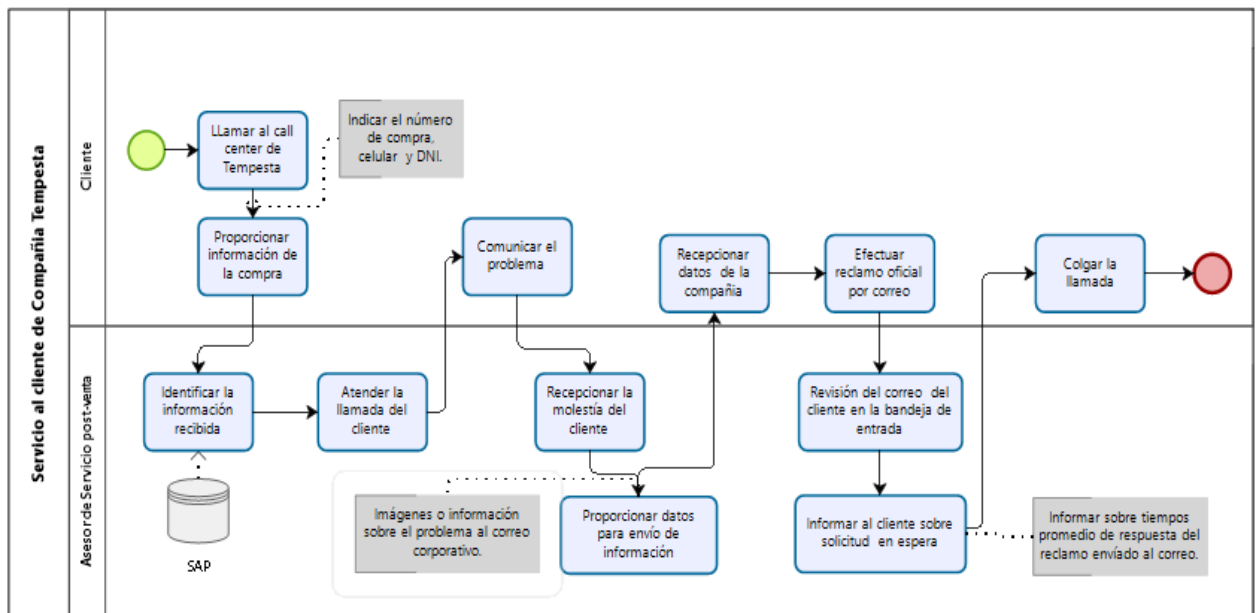 Servicio al cliente de Compañia Tempesta
Cliente
LLamar al call
center de
Tempesta
Indicar el número
de compra,
celular y DNI.
Proporcionar
información de
la compra
Comunicar el
problema
Recepcionar
datos de la
compañia
Efectuar
reclamo oficial
por correo
Colgar la
llamada
Asesor de Servicio post-venta
Identificar la
información
recibida
Atender la
llamada del
cliente
Recepcionar la
molestía del
cliente
Revisión del correo del
cliente en la bandeja de
entrada
SAP
Imágenes o información
sobre el problema al correo
corporativo.
Proporcionar datos
para envío de
información
Informar al cliente sobre
solicitud en espera
Informar sobre tiempos
promedio de respuesta del
reclamo envíado al correo.